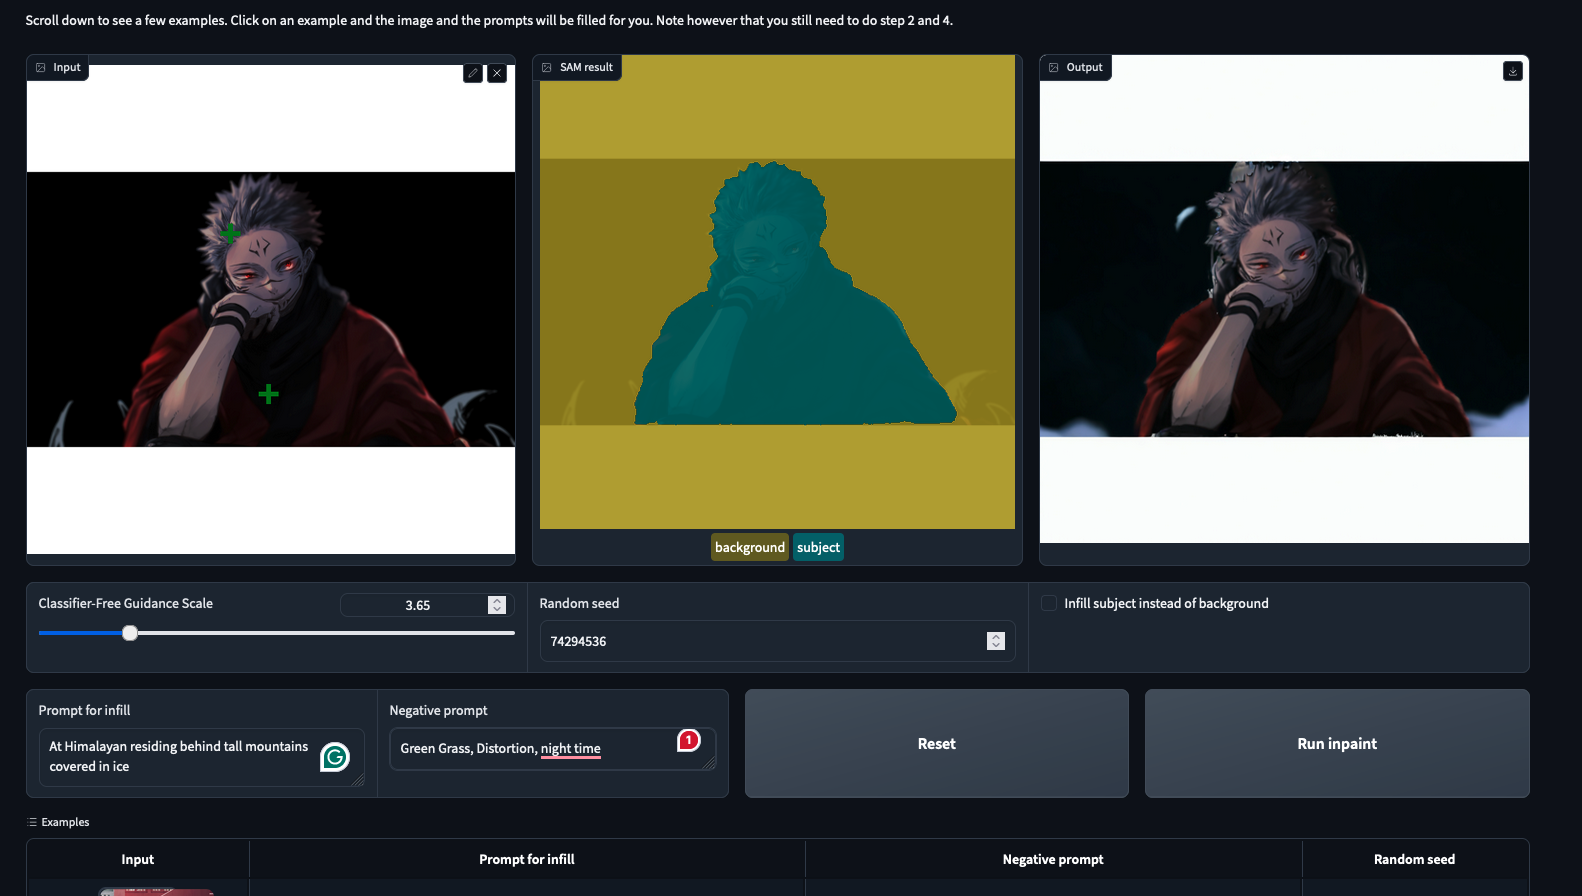 Scroll down to see a few examples. Click on an example and the image and the prompts will be filled for you. Note however that you still need to do step 2 and 4.
Input
SAM result
Output
background subject
Classifier-Free Guidance Scale
3.65
Random seed
74294536
Infill subject instead of background
Prompt for infill
At Himalayan residing behind tall mountains
covered in ice
Negative prompt
Green Grass, Distortion, night time
1
Reset
Run inpaint
Examples
Input
Prompt for infill
Negative prompt
Random seed